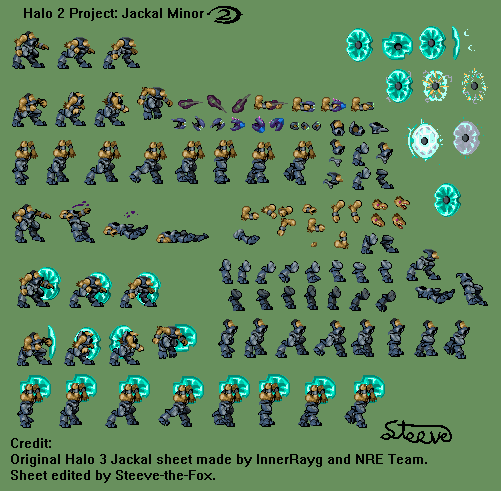 Halo 2 Project: Jackal Minor
Steeve
Credit:
Original Halo 3 Jackal sheet made by InnerRayg and NRE Team.
Sheet edited by Steeve-the-Fox.